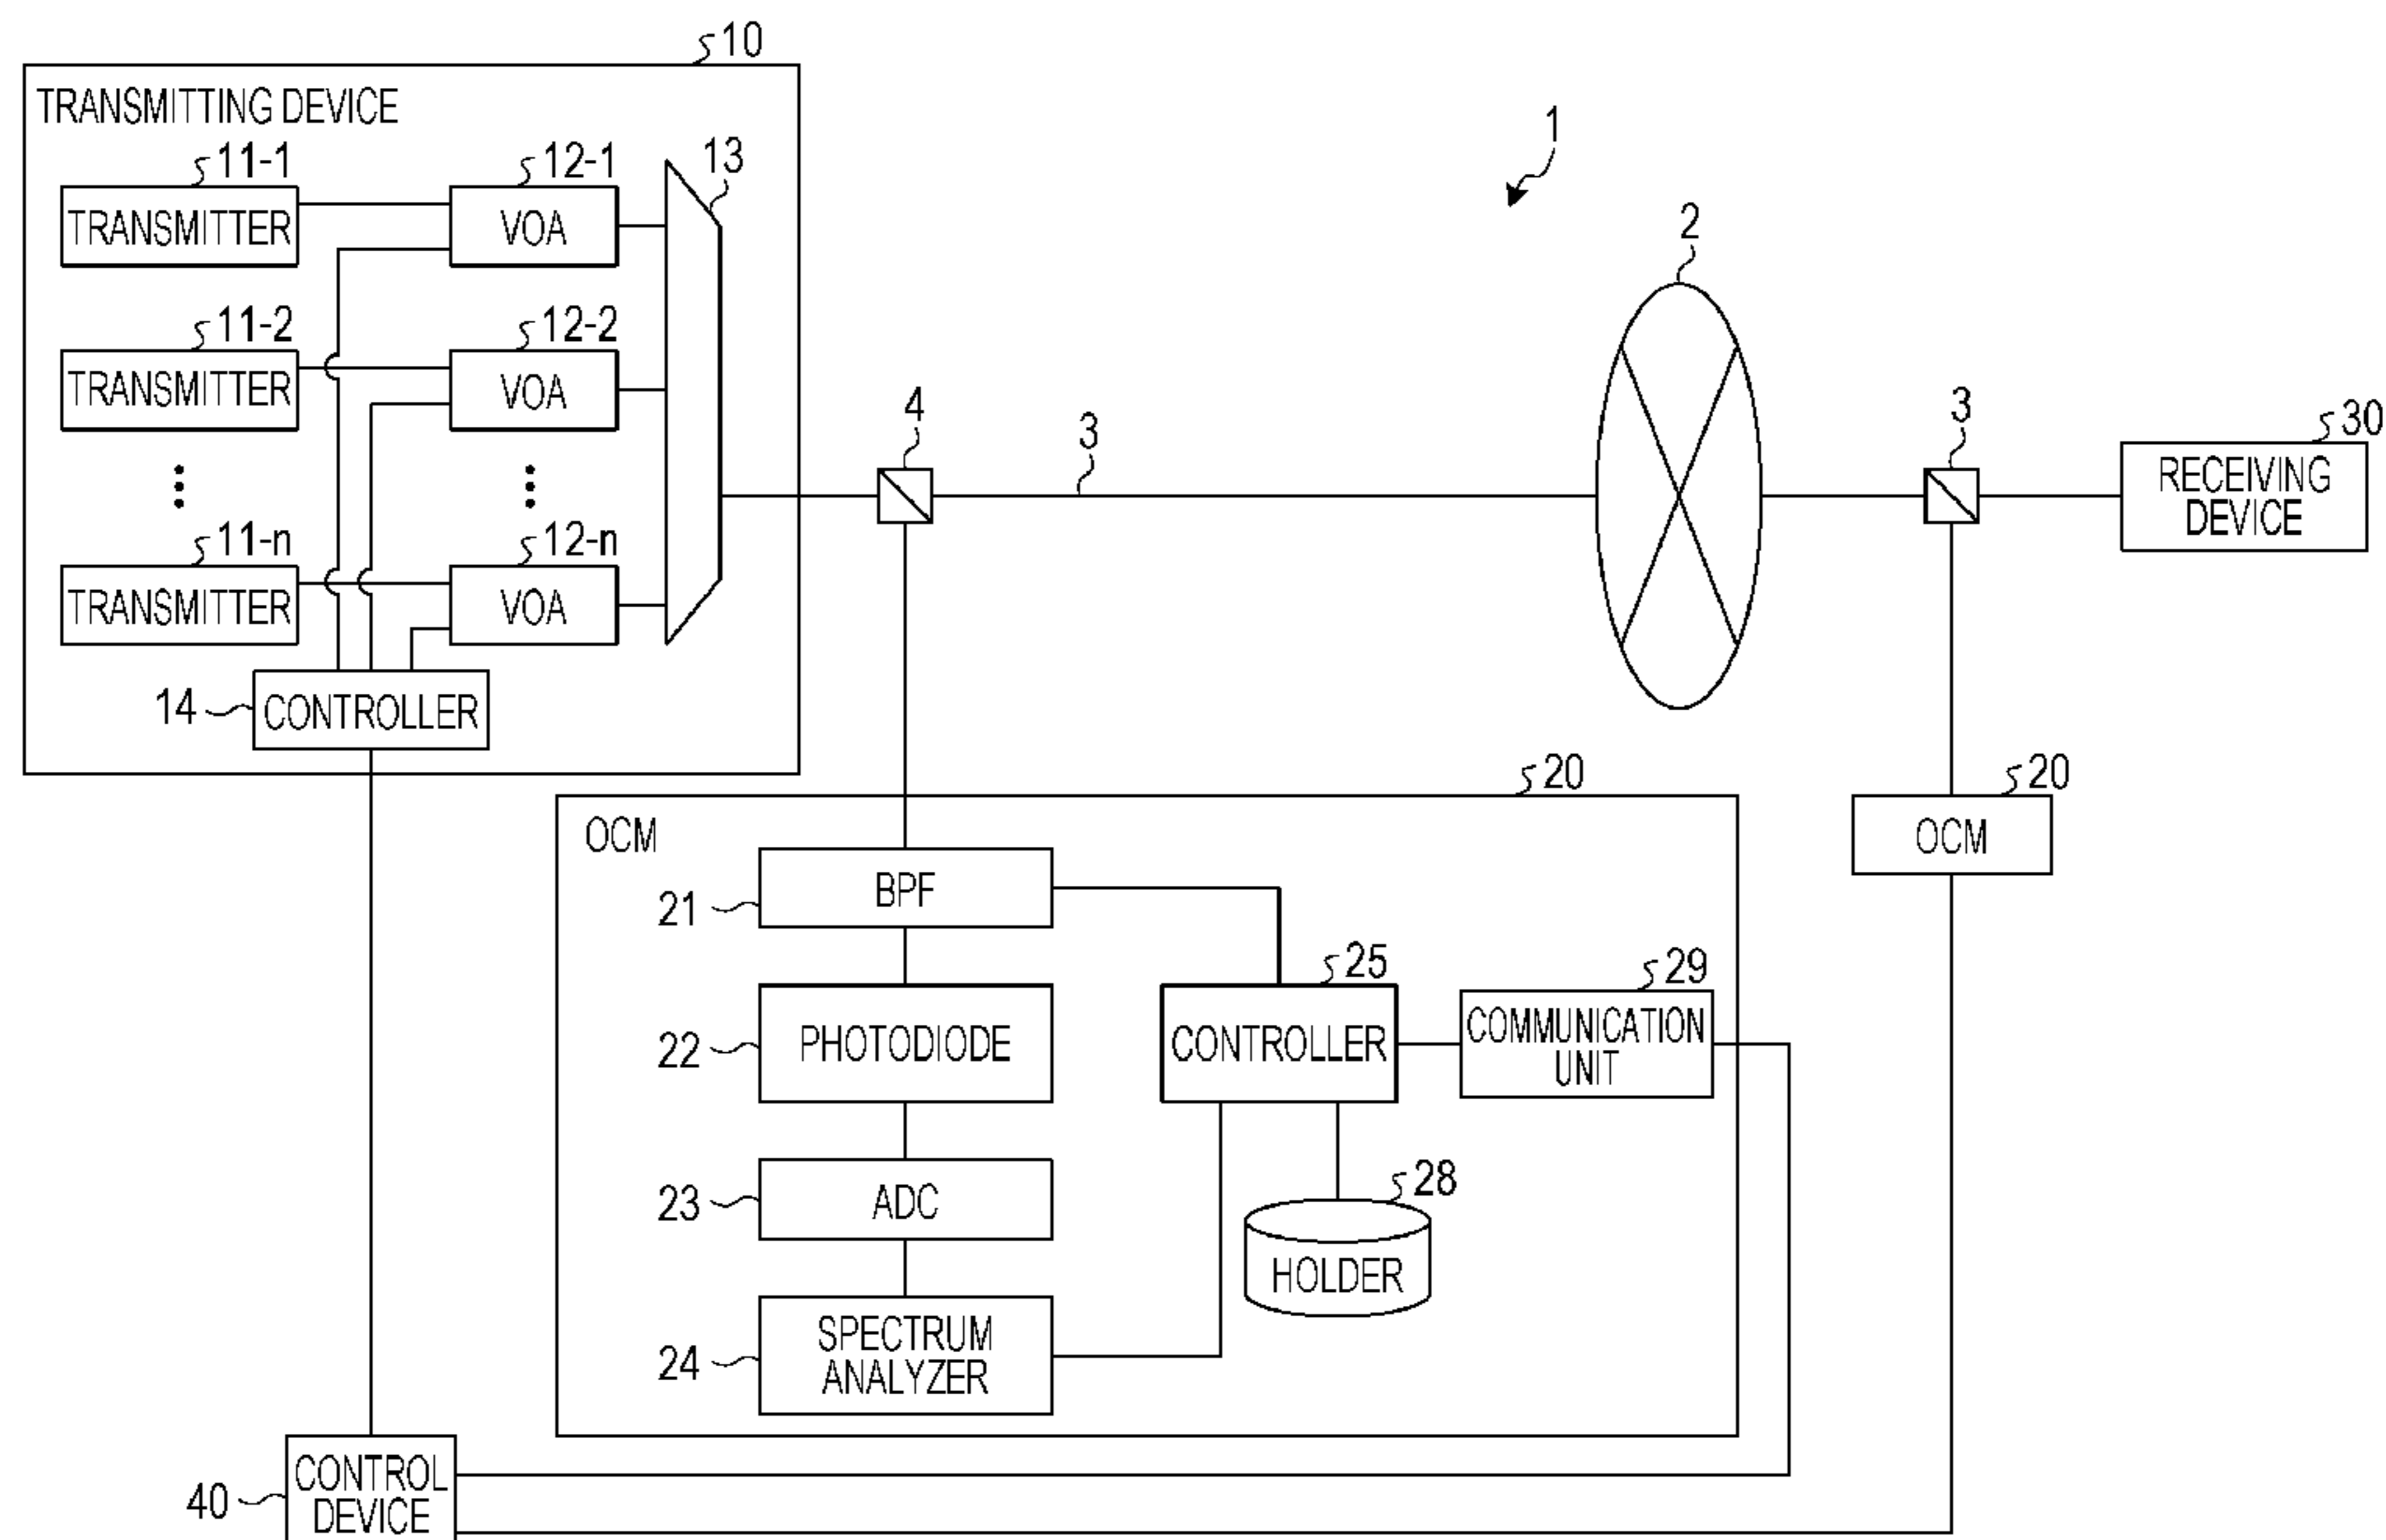 10
TRANSMITTING DEVICE
1
11-1
12-1
13
TRANSMITTER
VOA
2
11-2
12-2
TRANSMITTER
VOA
4
3
3
30
RECEIVING
DEVICE
11-n
12-n
TRANSMITTER
VOA
14
CONTROLLER
20
20
OCM
OCM
21
BPF
25
29
22
PHOTODIODE
CONTROLLER
COMMUNICATION
UNIT
23
ADC
28
HOLDER
24
SPECTRUM
ANALYZER
40
CONTROL
DEVICE